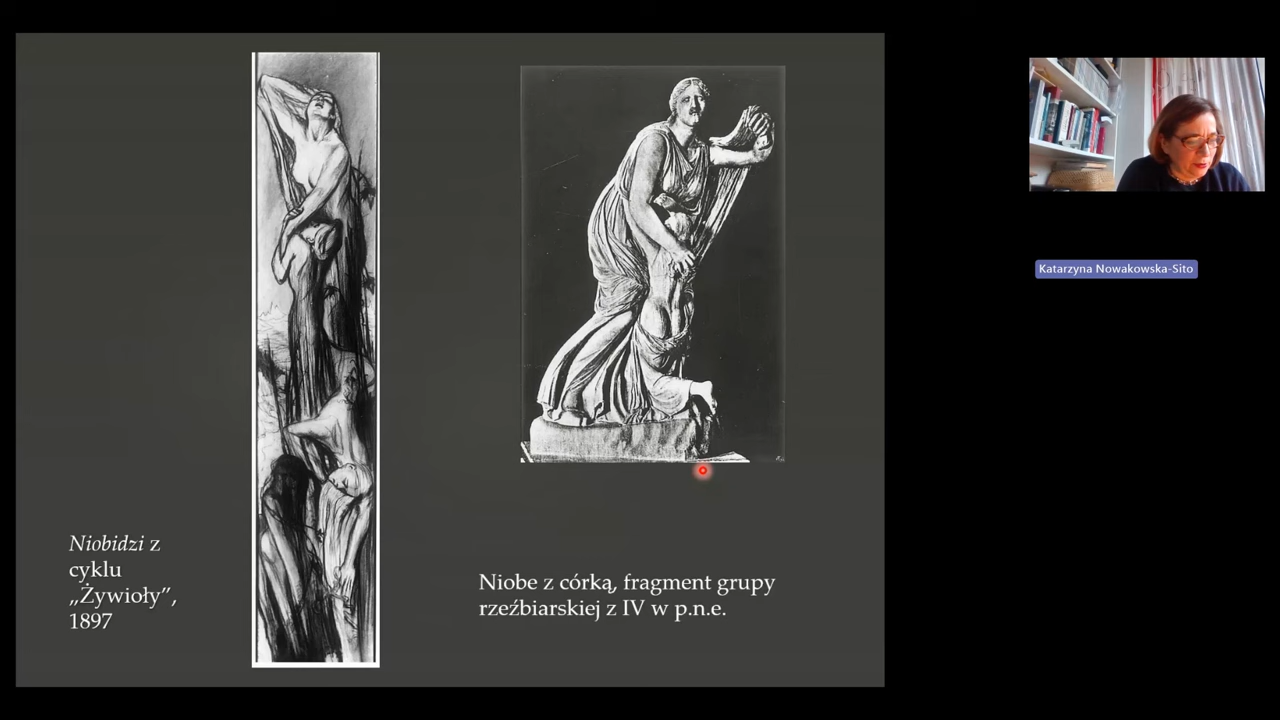 Niobidzi z
cyklu
„Żywioły”,
1897
Niobe z córką, fragment grupy
rzeźbiarskiej z IV w p.n.e.
Katarzyna Nowakowska-Sito